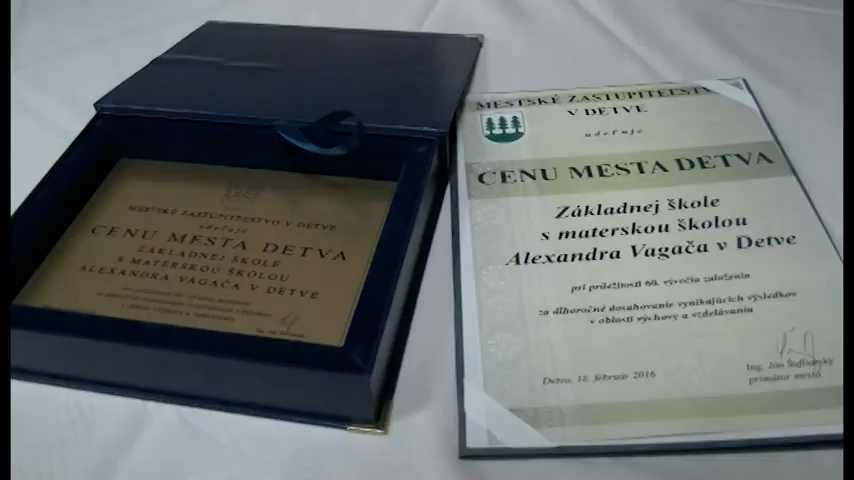 MESTSKÉ ZASTUPITEĽSTVO V DETVE
udeľuje
CENU MESTA DETVA
ZÁKLADNEJ ŠKOLE
S MATERSKOU ŠKOLOU
ALEXANDRA VAGAČA V DETVE
MESTSKÉ ZASTUPITEĽSTV
V DETVE
udeľuje
CENU MESTA DETVA
Základnej škole
s materskou školou
Alexandra Vagača v Detve
pri príležitosti 60. výročia založenia
za dlhoročné dosahovanie vynikajúcich výsledkov
v oblasti výchovy a vzdelávania
Detva, 18. február 2016
Ing. Ján
primátor mesta